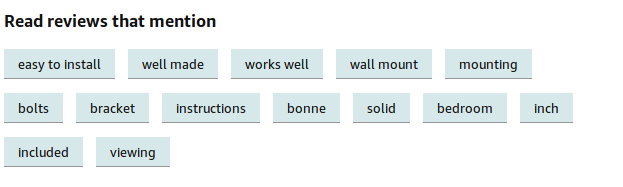 Read reviews that mention
easy to install well made works well wall mount mounting
bolts bracket instructions bonne solid bedroom inch
included viewing